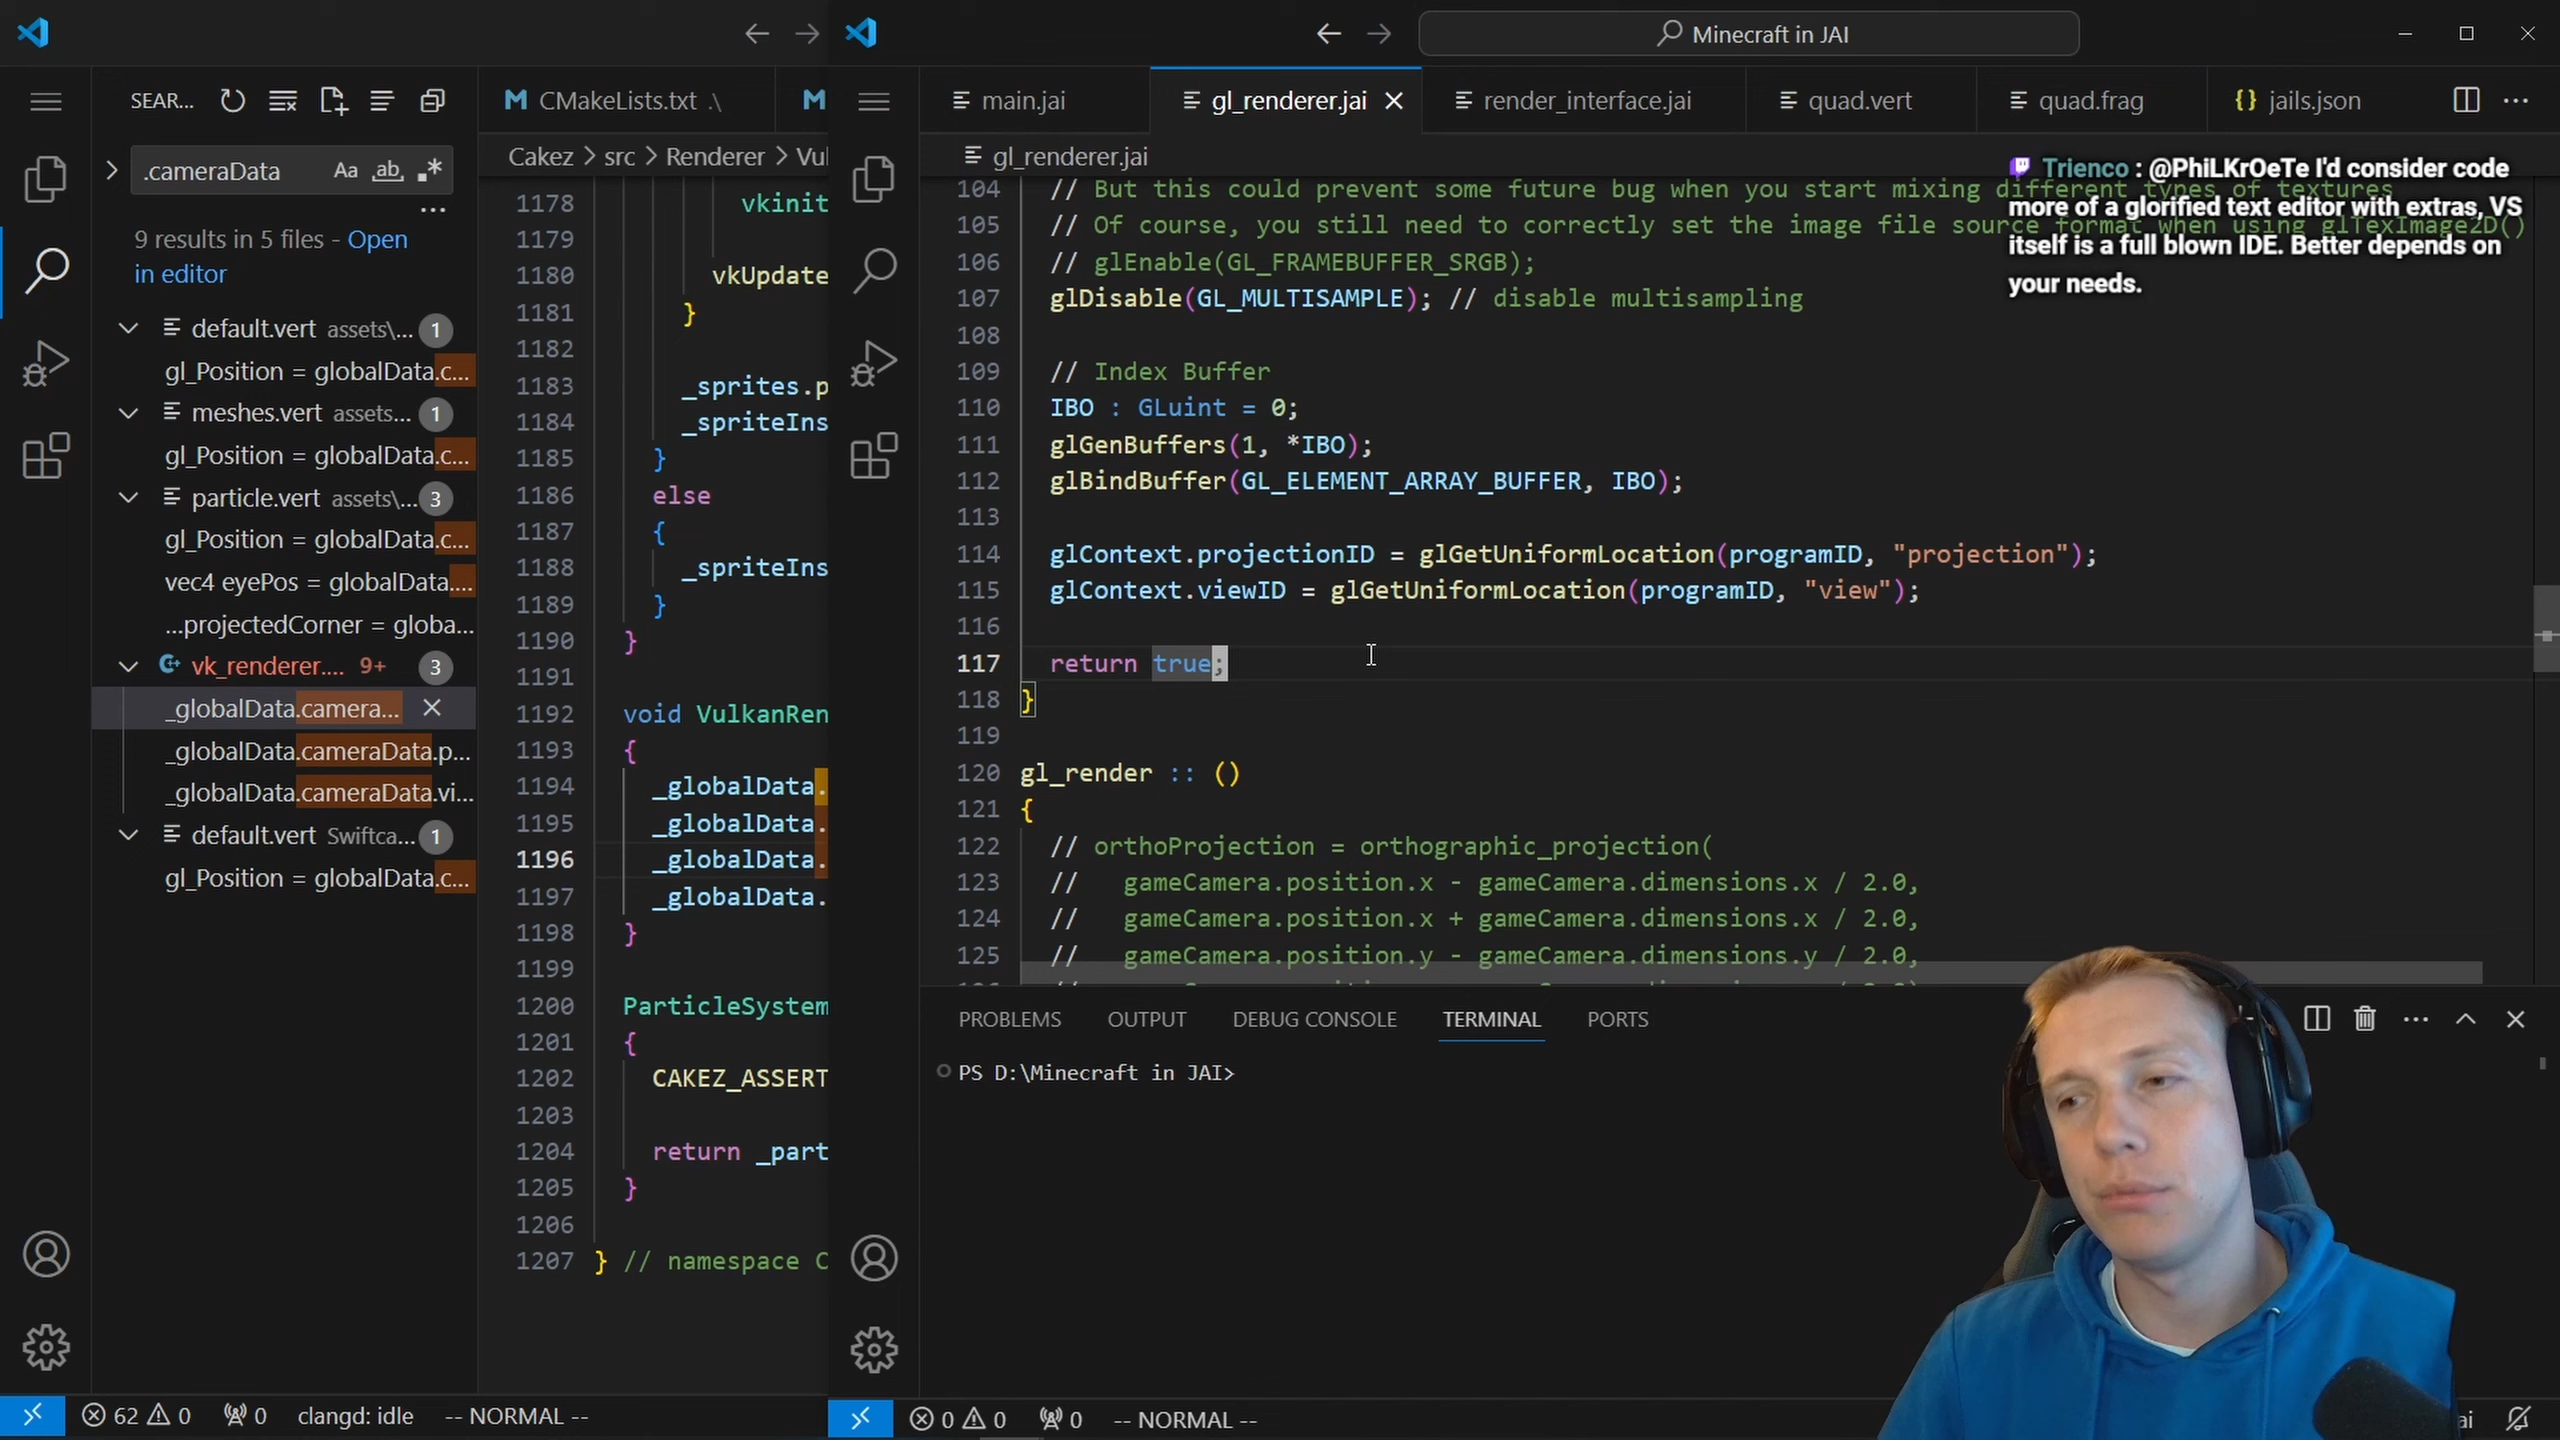 SEAR...
.cameraData
Aa ab
9 results in 5 files - Open
in editor
default.vert assets\... 1
gl_Position = globalData.c...
meshes.vert assets... 1
gl_Position = globalData.c...
particle.vert assets\... 3
gl_Position = globalData.c...
vec4 eyePos = globalData....
...projectedCorner = globa...
vk_renderer.... 9+ 3
_globalData.camera...
_globalData.cameraData.p...
_globalData.cameraData.vi...
default.vert Swiftca... 1
gl_Position = globalData.c...
CMakeLists.txt .\
Cakez > src > Renderer > Vul
1178 vkinit
1179
1180 vkUpdate
1181 }
1182
1183 _sprites.p
1184 _spriteIns
1185 }
1186 else
1187 {
1188 _spriteIns
1189 }
1190 }
1191
1192 void VulkanRen
1193 {
1194 _globalData.
1195 _globalData.
1196 _globalData.
1197 _globalData.
1198 }
1199
1200 ParticleSystem
1201 {
1202 CAKEZ_ASSERT
1203
1204 return _part
1205 }
1206
1207 } // namespace C
62 0 0 clangd: idle -- NORMAL --
Minecraft in JAI
main.jai gl_renderer.jai render_interface.jai quad.vert quad.frag {} jails.json
gl_renderer.jai
Trienco : @PhiLKrOeTe I'd consider code
more of a glorified text editor with extras, VS
itself is a full blown IDE. Better depends on
your needs.
104 // But this could prevent some future bug when you start mixing different types of textures
105 // Of course, you still need to correctly set the image file source format when using glTexImage2D()
106 // glEnable(GL_FRAMEBUFFER_SRGB);
107 glDisable(GL_MULTISAMPLE); // disable multisampling
108
109 // Index Buffer
110 IBO : GLuint = 0;
111 glGenBuffers(1, *IBO);
112 glBindBuffer(GL_ELEMENT_ARRAY_BUFFER, IBO);
113
114 glContext.projectionID = glGetUniformLocation(programID, "projection");
115 glContext.viewID = glGetUniformLocation(programID, "view");
116
117 return true;
118 }
119
120 gl_render :: ()
121 {
122 // orthoProjection = orthographic_projection(
123 // gameCamera.position.x - gameCamera.dimensions.x / 2.0,
124 // gameCamera.position.x + gameCamera.dimensions.x / 2.0,
125 // gameCamera.position.y - gameCamera.dimensions.y / 2.0,
PROBLEMS OUTPUT DEBUG CONSOLE TERMINAL PORTS
PS D:\Minecraft in JAI>
0 0 0 -- NORMAL --
ai